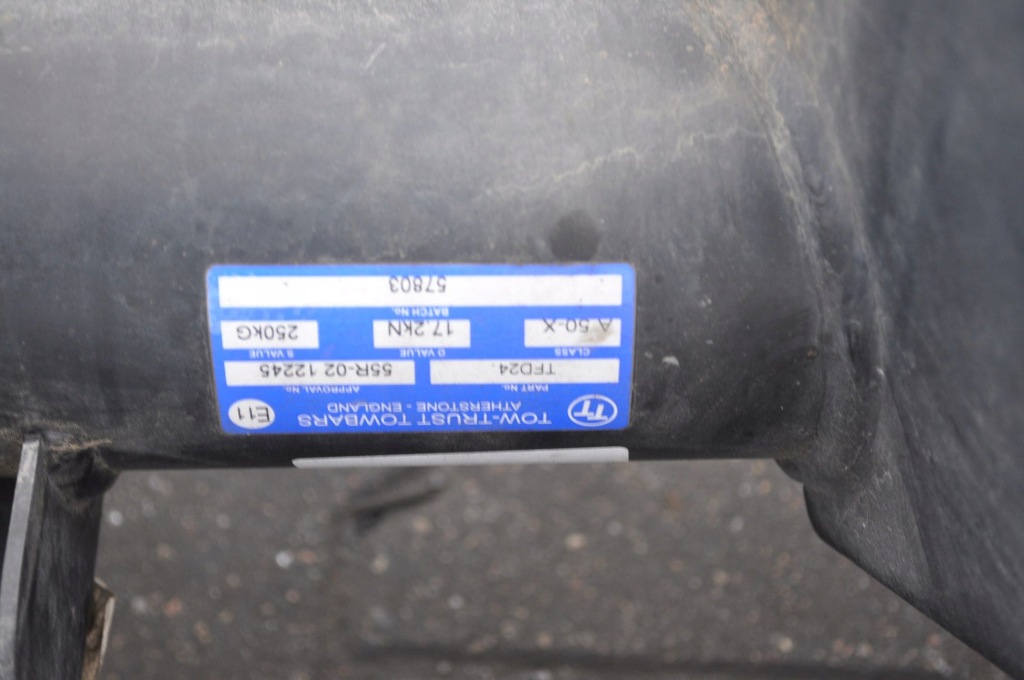 TT TOW-TRUST TOWBARS E11
ATHERSTONE - ENGLAND
PART No. APPROVAL No.
TFD24. 55R-02 12245
CLASS D VALUE S VALUE
A 50-X 17.2KN 250KG
BATCH No.
57803